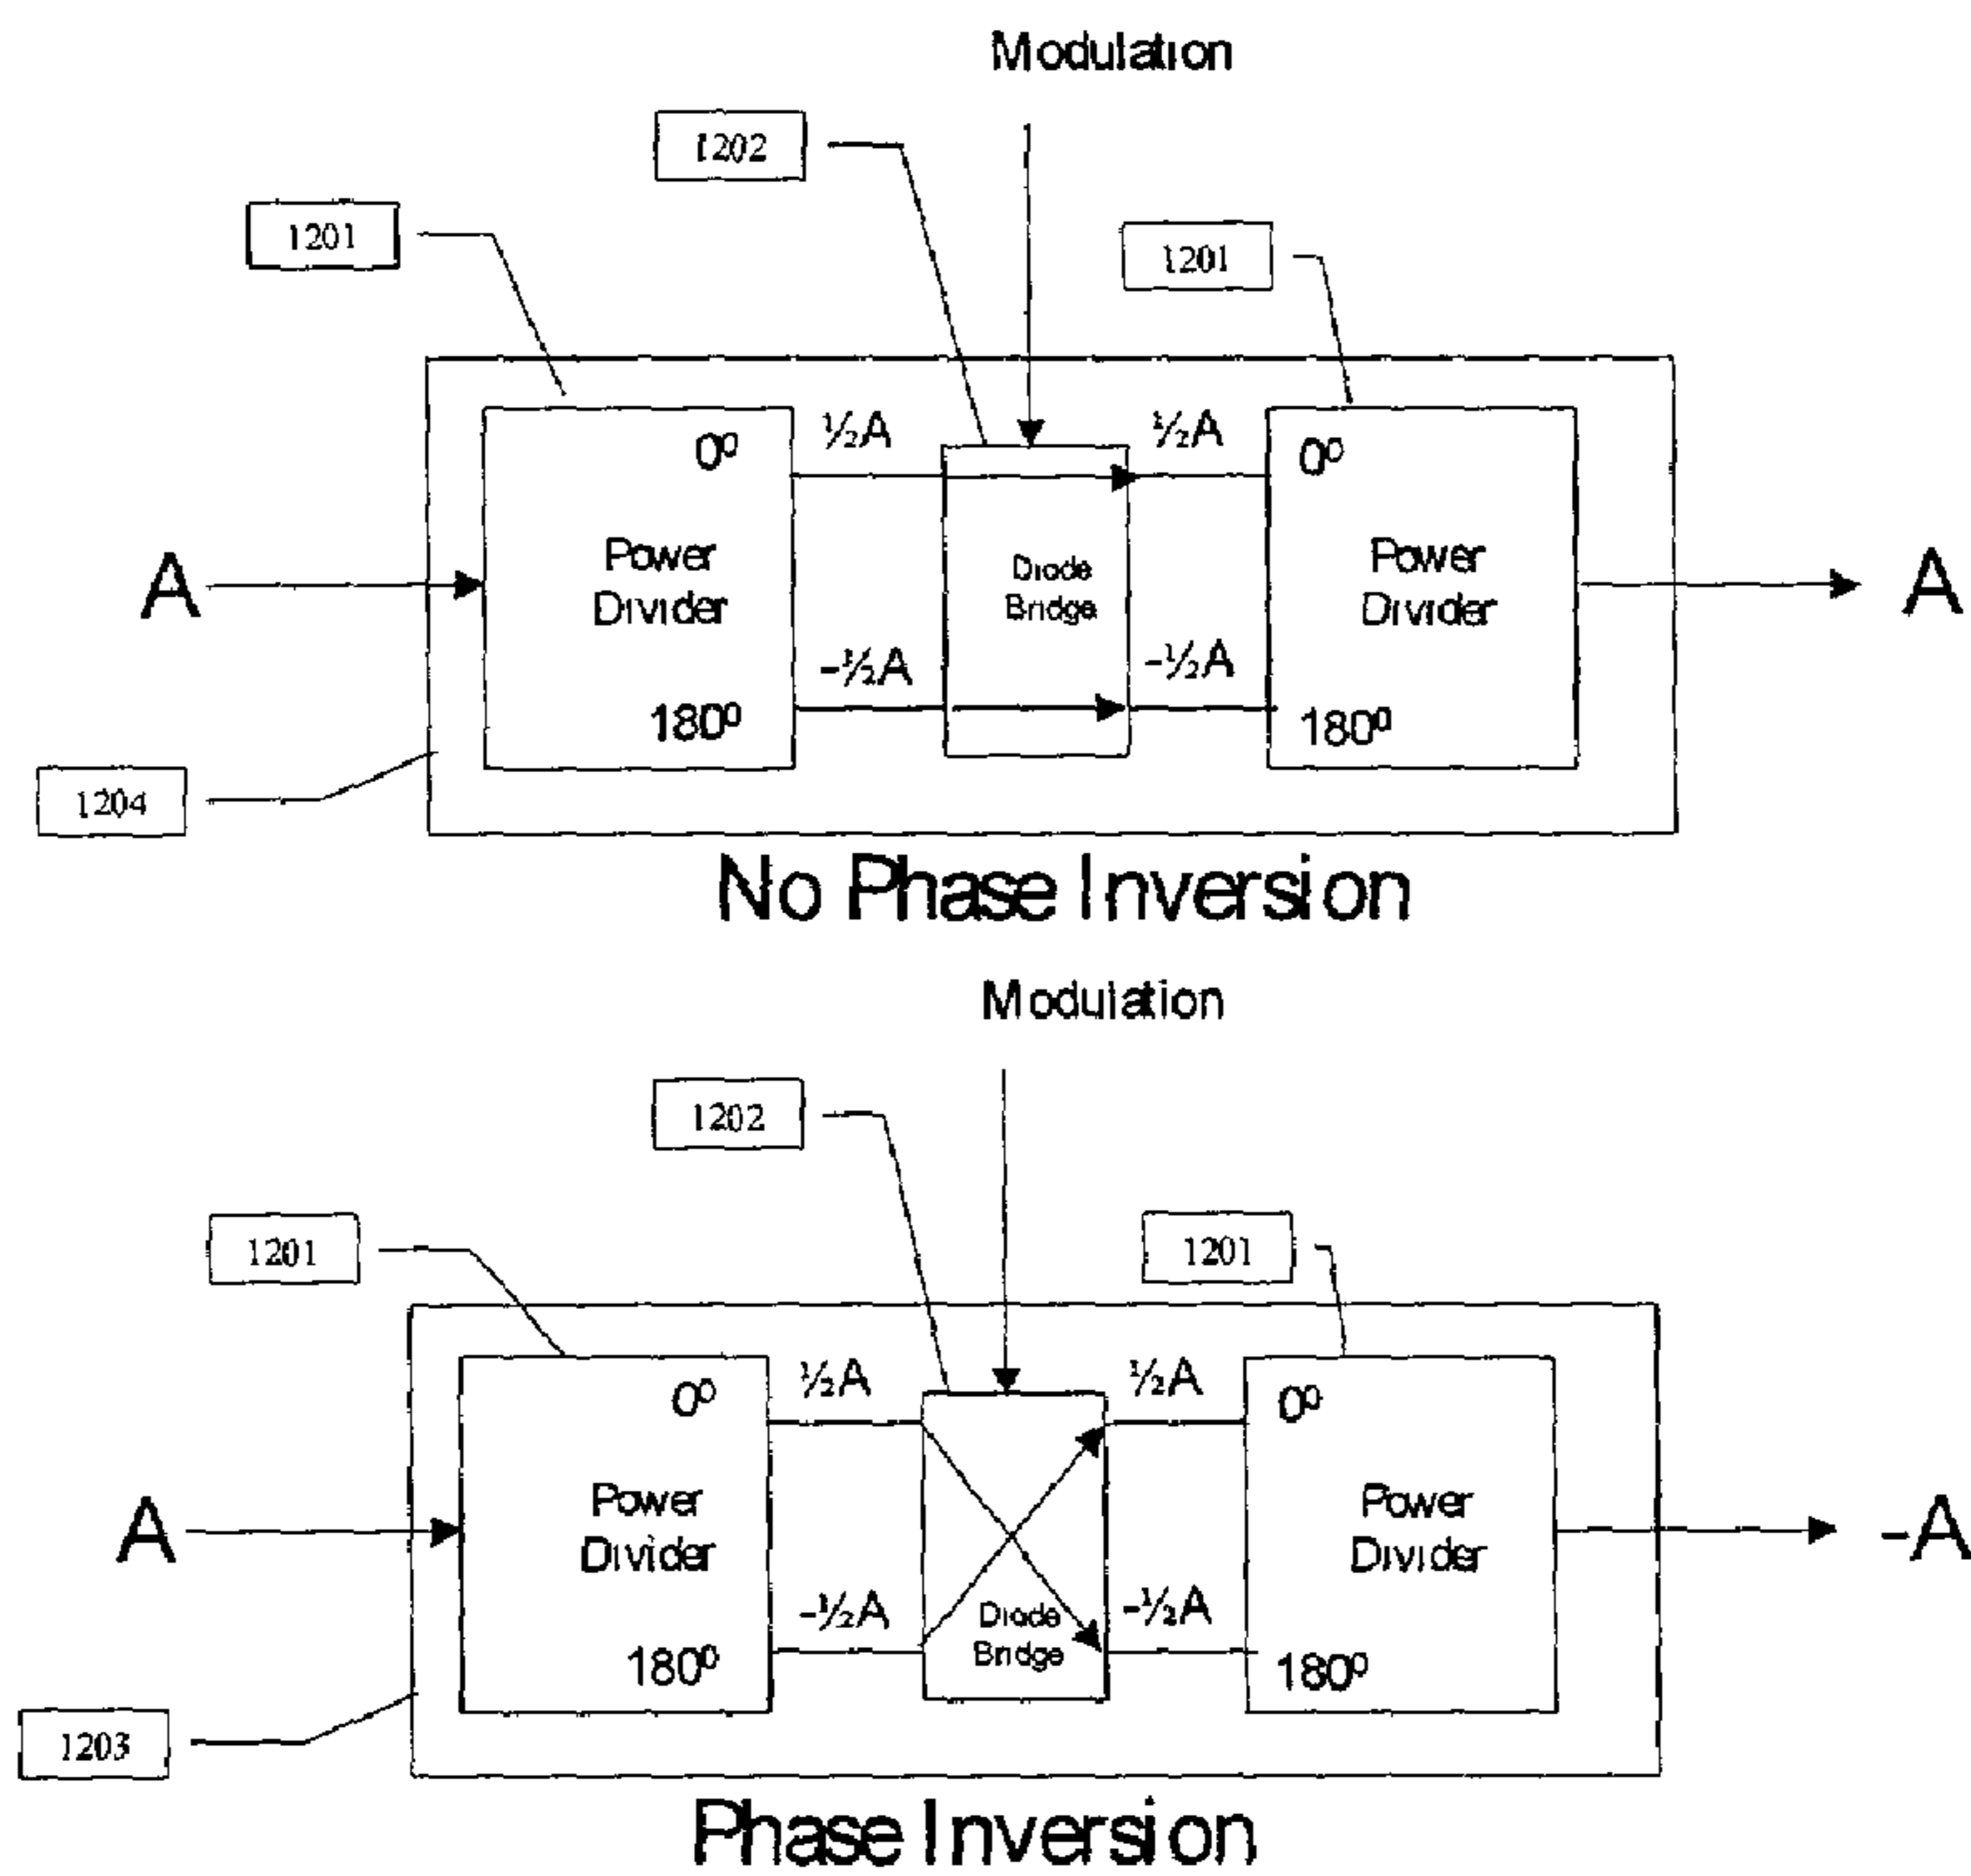 Modulation
1202
1201
1201
0⁰
½A
½A
0⁰
A
Power
Divider
Diode
Bridge
Power
Divider
A
-½A
-½A
180⁰
180⁰
1204
No Phase Inversion
Modulation
1202
1201
1201
0⁰
½A
½A
0⁰
A
Power
Divider
Power
Divider
-A
-½A
Diode
Bridge
-½A
180⁰
180⁰
1203
Phase Inversion